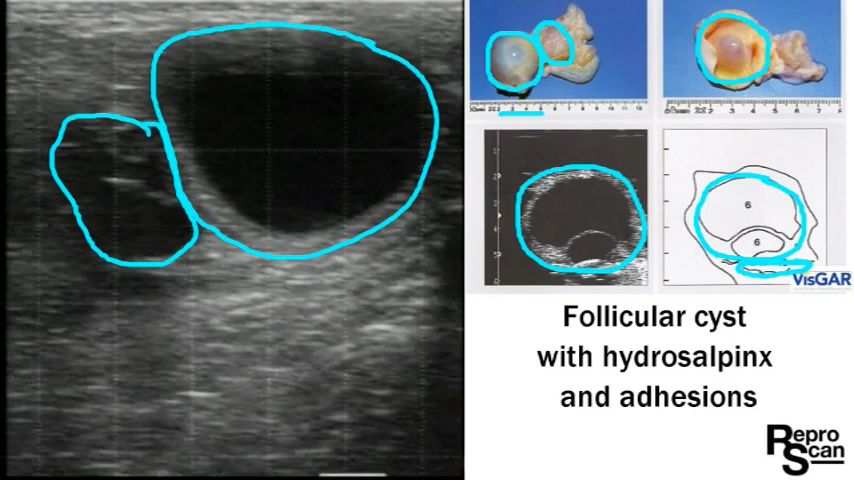 6
6
VisGAR
Follicular cyst
with hydrosalpinx
and adhesions
Repro
Scan